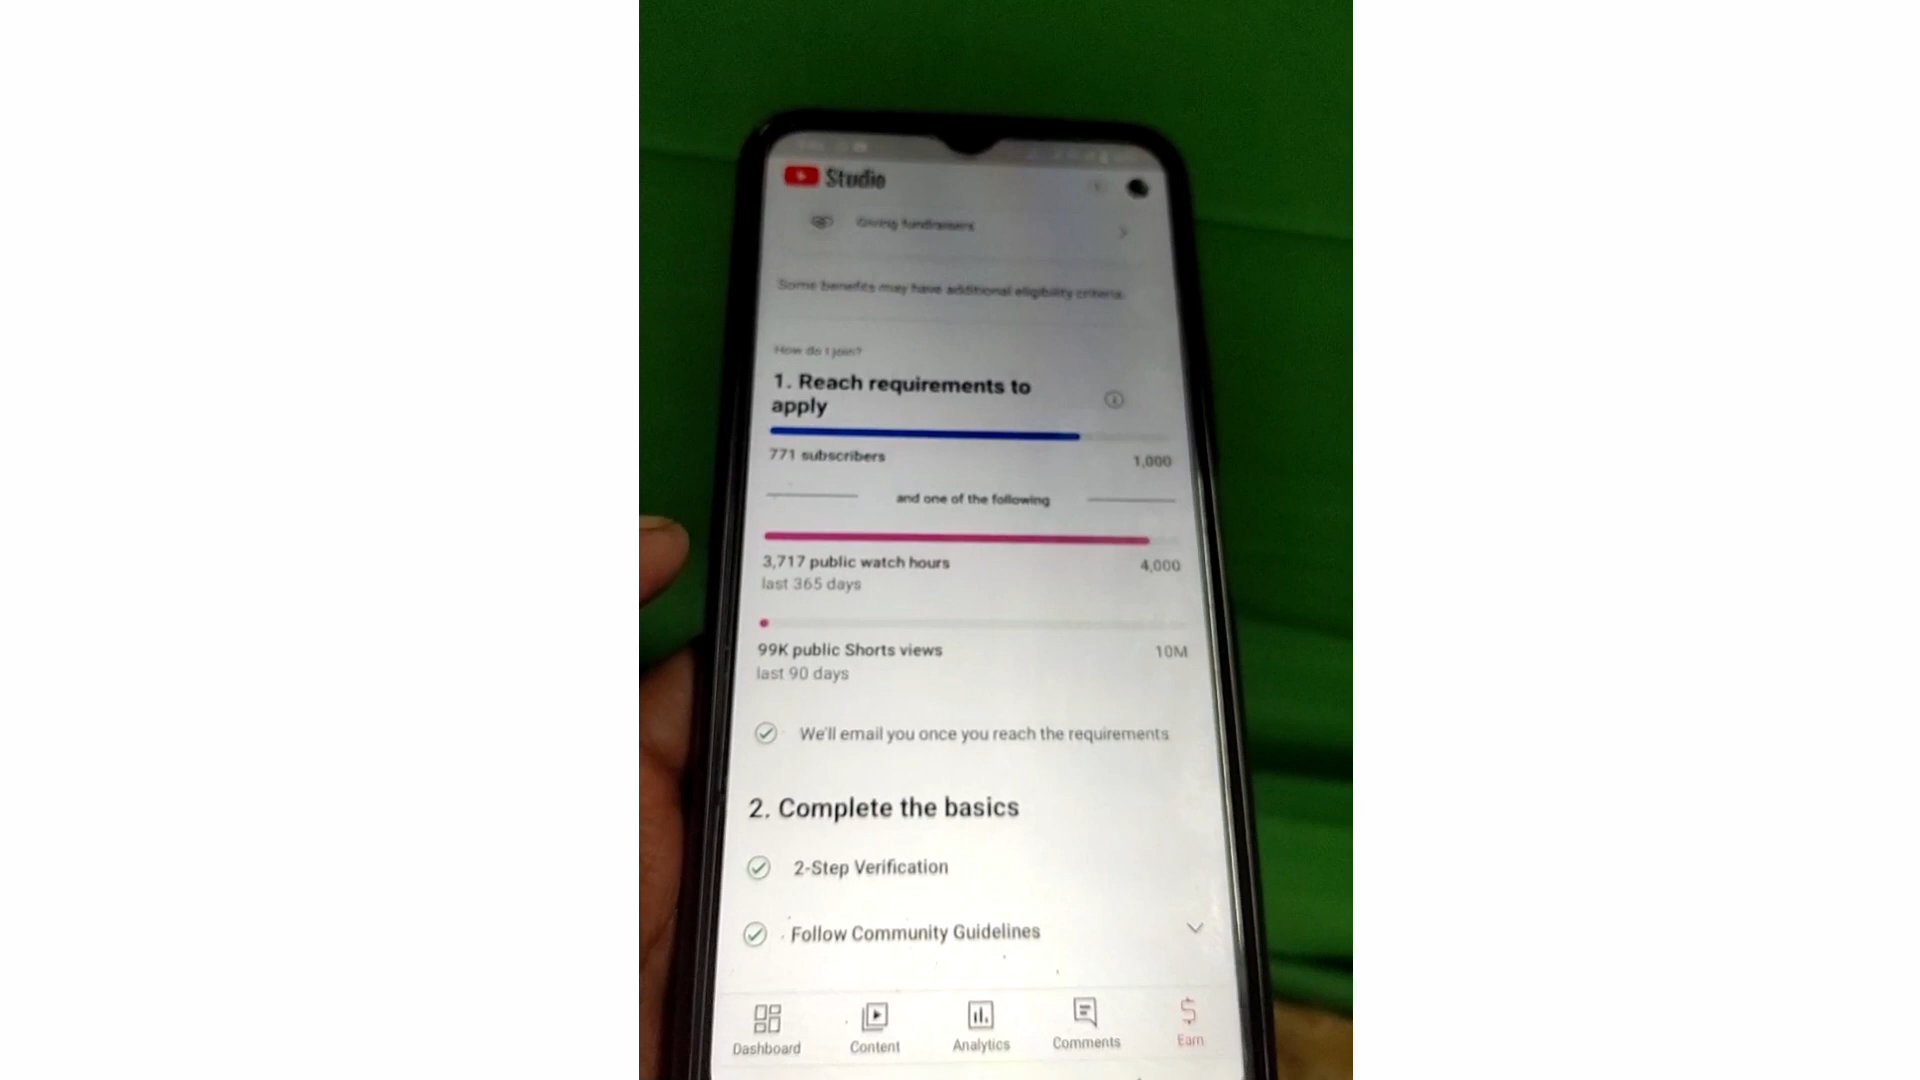 Studio
Giving fundraisers
Some benefits may have additional eligibility criteria.
How do I join?
1. Reach requirements to
apply
771 subscribers 1,000
and one of the following
3,717 public watch hours 4,000
last 365 days
99K public Shorts views 10M
last 90 days
We'll email you once you reach the requirements
2. Complete the basics
2-Step Verification
Follow Community Guidelines
Dashboard Content Analytics Comments Earn